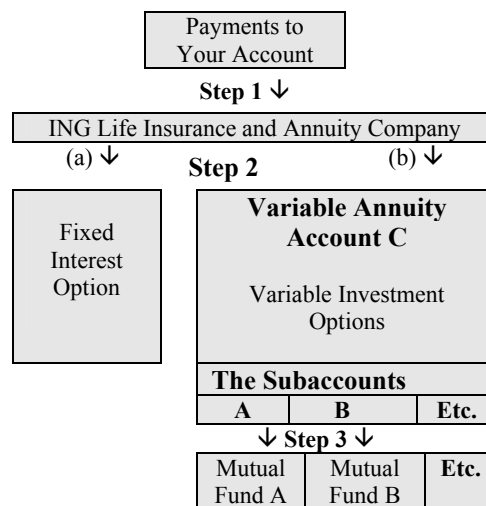 Payments to
Your Account
Step 1 ↓
ING Life Insurance and Annuity Company
(a) ↓
(b) ↓
Step 2
Fixed
Interest
Option
Variable Annuity
Account C
Variable Investment
Options
The Subaccounts
A B Etc.
↓ Step 3 ↓
Mutual Mutual Etc.
Fund A Fund B